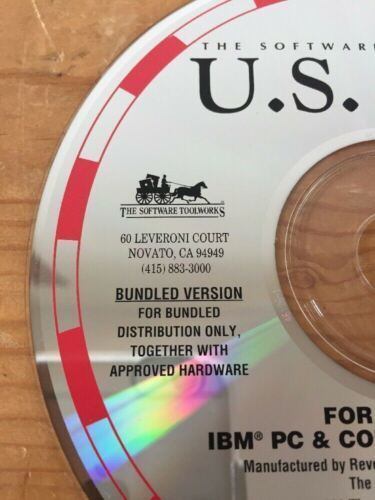 THE SOFTWAR
U.S.
THE SOFTWARE TOOLWORKS
60 LEVERONI COURT
NOVATO, CA 94949
(415) 883-3000
BUNDLED VERSION
FOR BUNDLED
DISTRIBUTION ONLY,
TOGETHER WITH
APPROVED HARDWARE
FOR
IBM® PC & CO
Manufactured by Reve
The